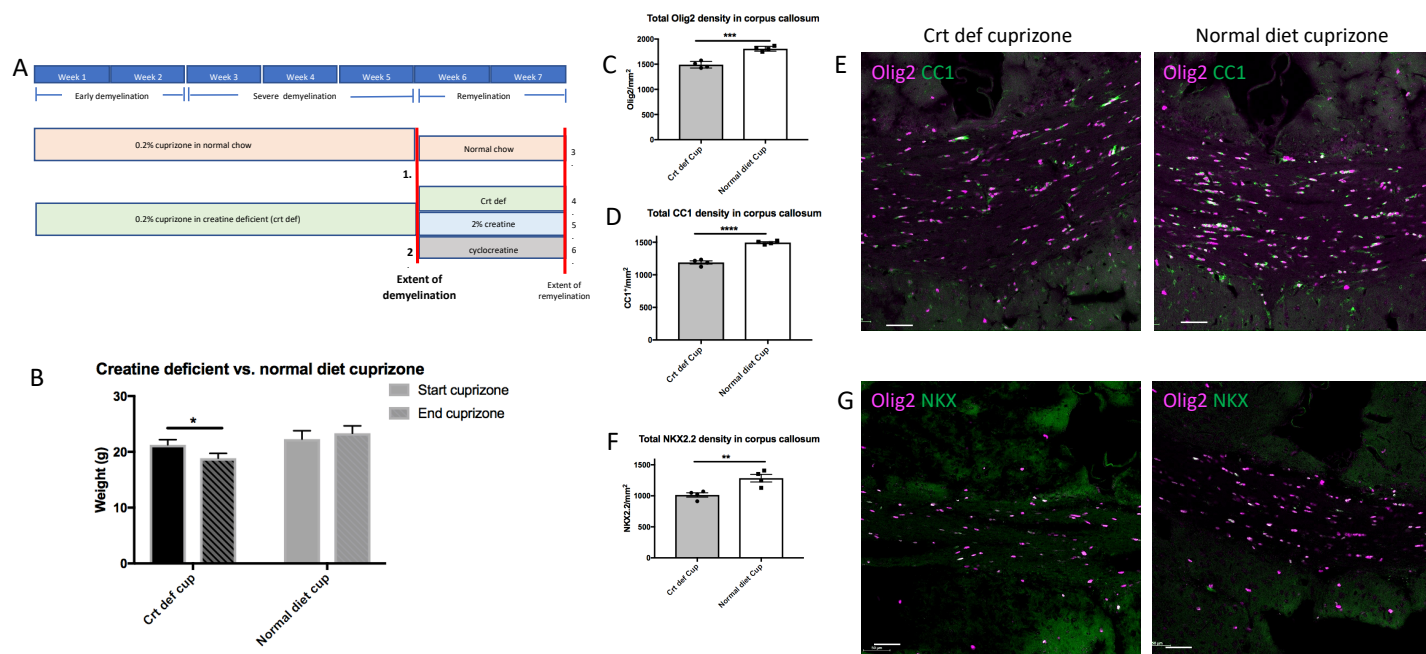 A
Week 1 Week 2 Week 3 Week 4 Week 5 Week 6 Week 7
Early demyelination Severe demyelination Remyelination
0.2% cuprizone in normal chow
Normal chow
3
.
1.
Crt def
4
.
0.2% cuprizone in creatine deficient (crt def)
2% creatine
5
.
2
.
cyclocreatine
6
.
Extent of
demyelination
Extent of
remyelination
B
Creatine deficient vs. normal diet cuprizone
Start cuprizone
End cuprizone
Weight (g)
30
20
10
0
*
Crt def cup
Normal diet cup
C
Total Olig2 density in corpus callosum
***
Olig2/mm2
2000
1500
1000
500
0
Crt def Cup
Normal diet Cup
D
Total CC1 density in corpus callosum
****
CC1+/mm2
1500
1000
500
0
Crt def Cup
Normal diet Cup
F
Total NKX2.2 density in corpus callosum
**
NKX2.2/mm2
1500
1000
500
0
Crt def Cup
Normal diet Cup
Crt def cuprizone
Normal diet cuprizone
E
Olig2 CC1
Olig2 CC1
G
Olig2 NKX
Olig2 NKX
50 µm
50 µm